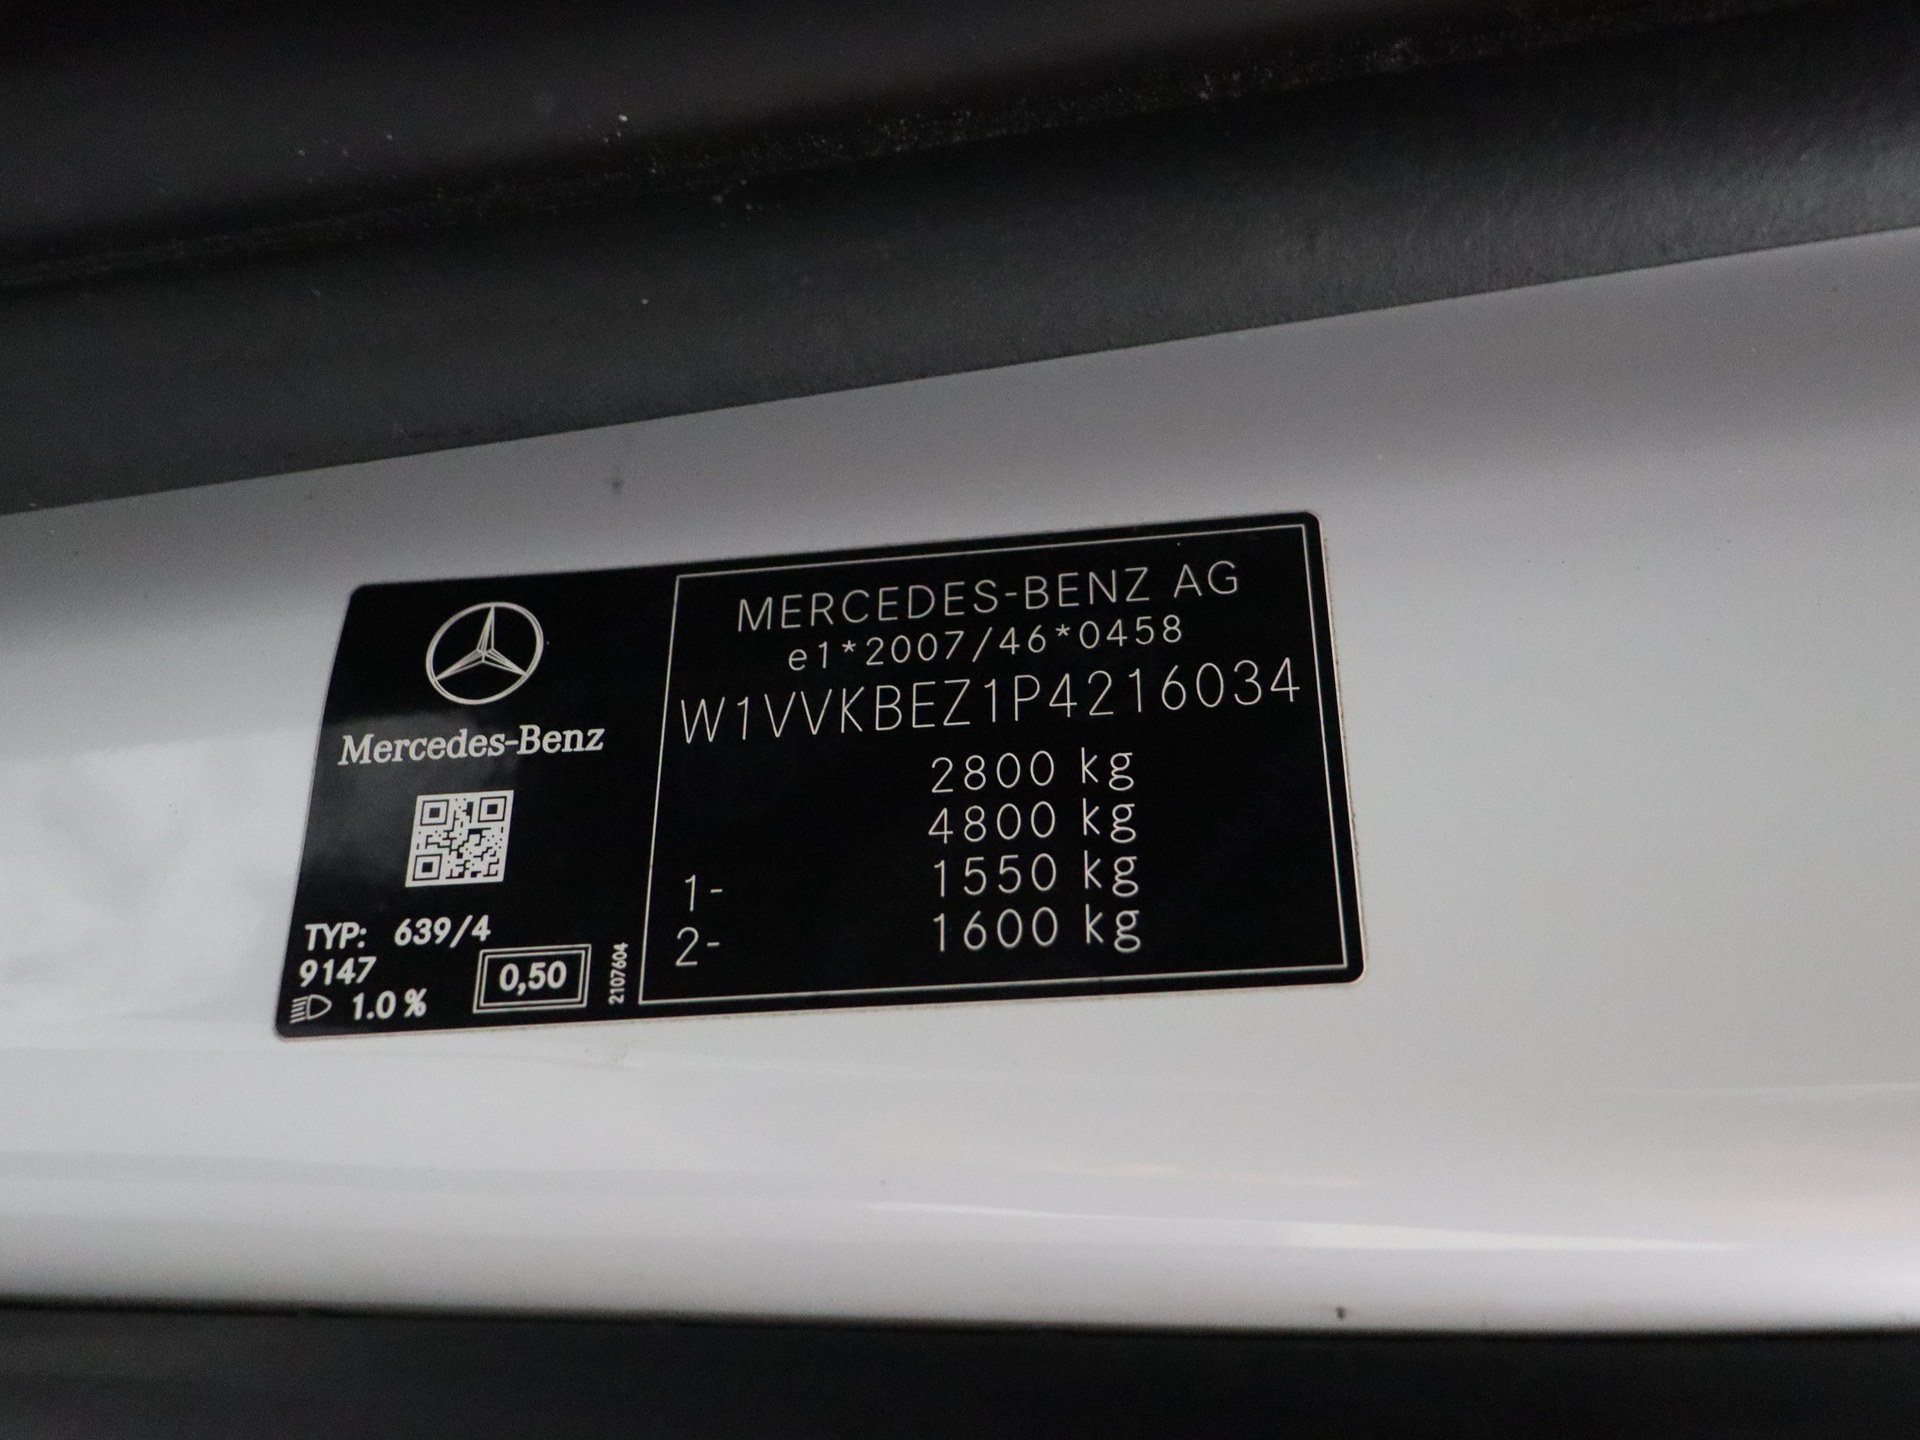 Mercedes-Benz
TYP: 639/4
9147
1.0 %
0,50
2107604
MERCEDES-BENZ AG
e1*2007/46*0458
W1VVKBEZ1P4216034
2800 kg
4800 kg
1- 1550 kg
2- 1600 kg